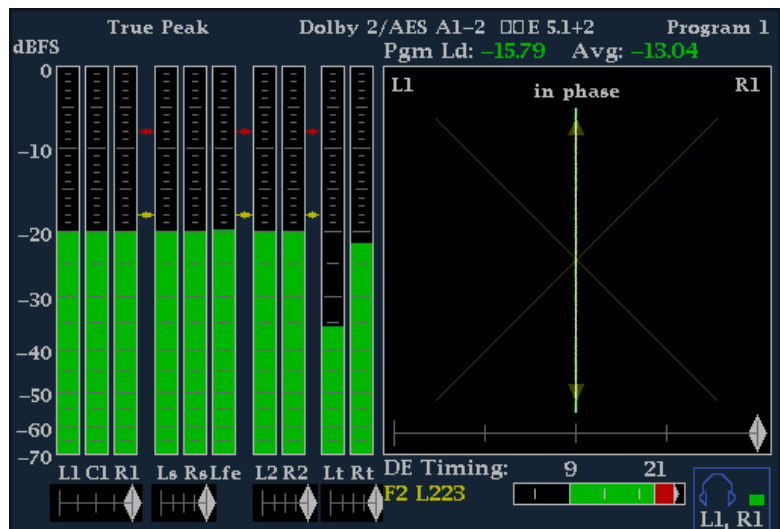 True Peak Dolby 2/AES A1-2 □□E 5.1+2 Program 1
dBFS Pgm Ld: -15.79 Avg: -13.04
0
-10
-20
-30
-40
-50
-60
-70
L1 in phase R1
L1 C1 R1 Ls Rs Lfe L2 R2 Lt Rt
DE Timing: 9 21
F2 L223
L1, R1